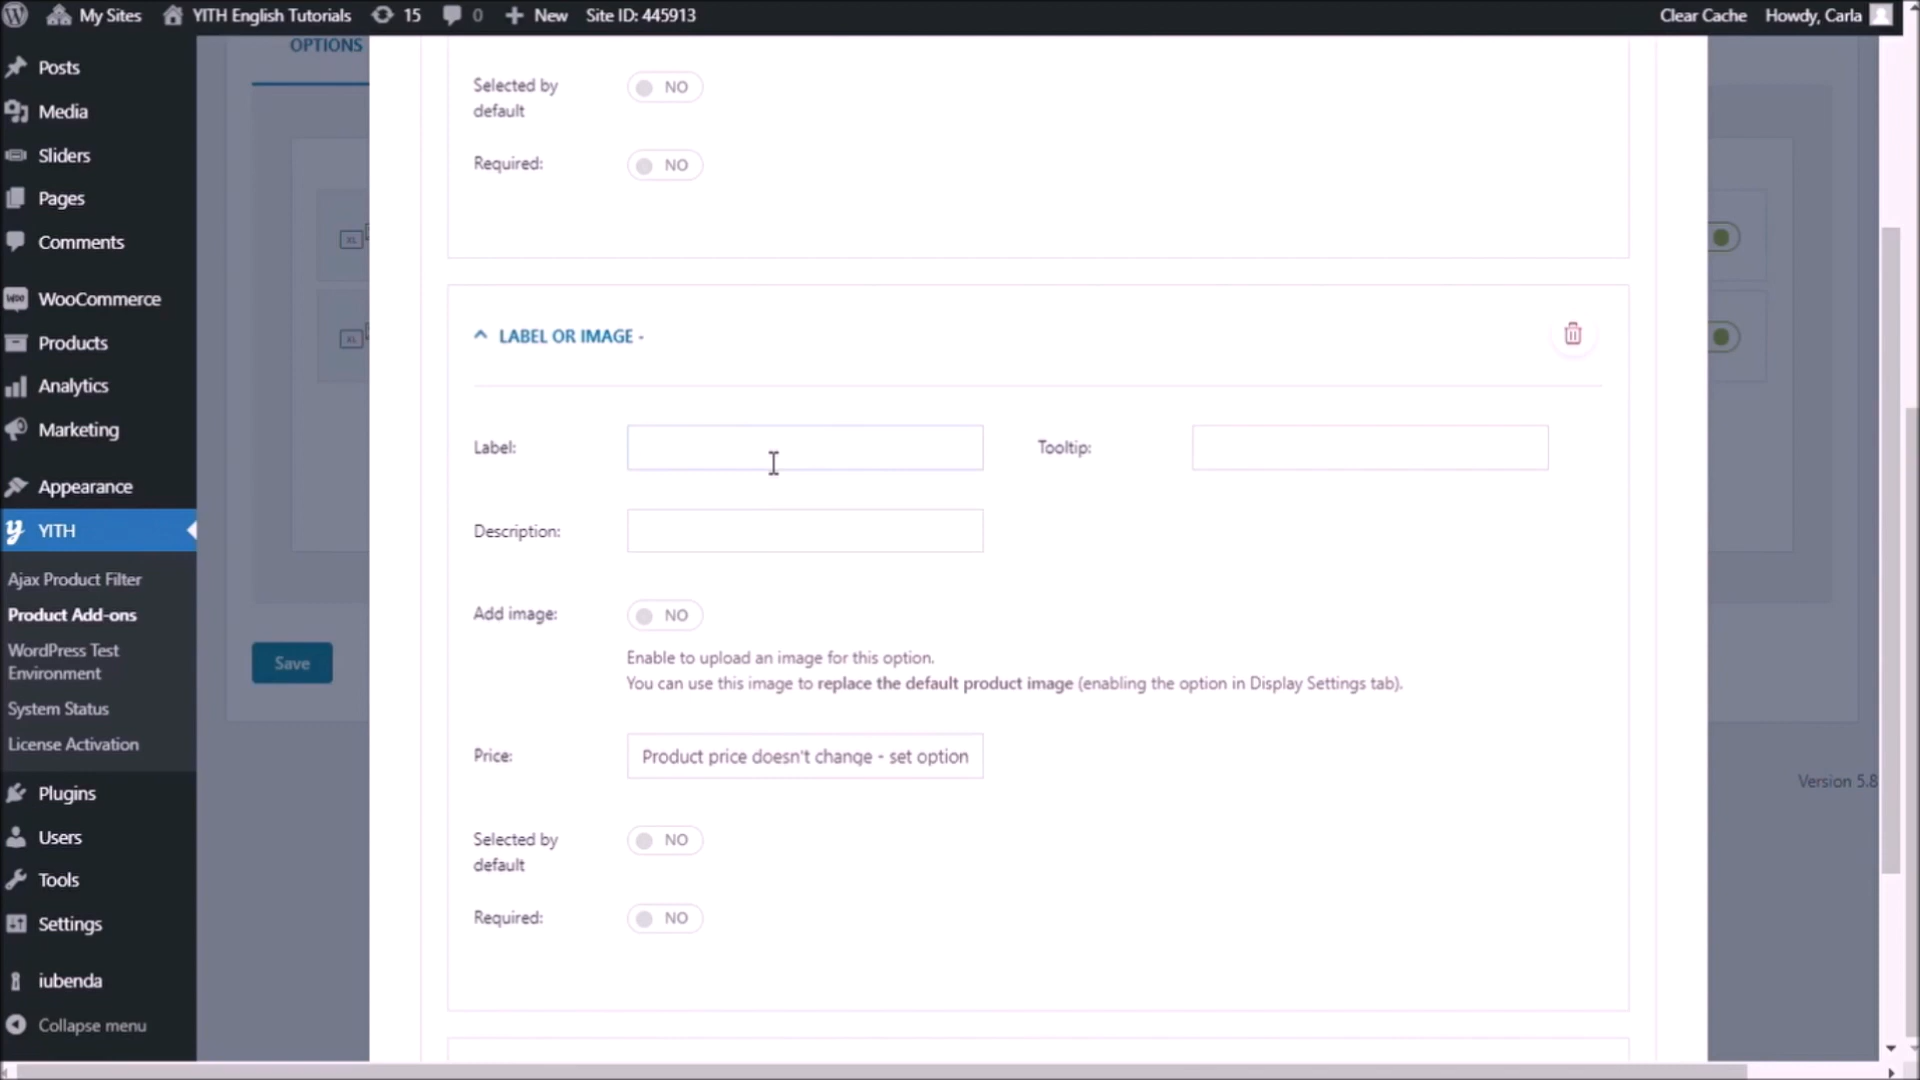 My Sites
YITH English Tutorials
15
0
New
Site ID: 445913
Clear Cache
Howdy, Carla
Posts
Media
Sliders
Pages
Comments
WooCommerce
Products
Analytics
Marketing
Appearance
YITH
Ajax Product Filter
Product Add-ons
WordPress Test
Environment
System Status
License Activation
Plugins
Users
Tools
Settings
iubenda
Collapse menu
OPTIONS
XL
XL
Save
Selected by
default
NO
Required:
NO
LABEL OR IMAGE -
Label:
Tooltip:
Description:
Add image:
NO
Enable to upload an image for this option.
You can use this image to replace the default product image (enabling the option in Display Settings tab).
Price:
Product price doesn't change - set option
Selected by
default
NO
Required:
NO
Version 5.8